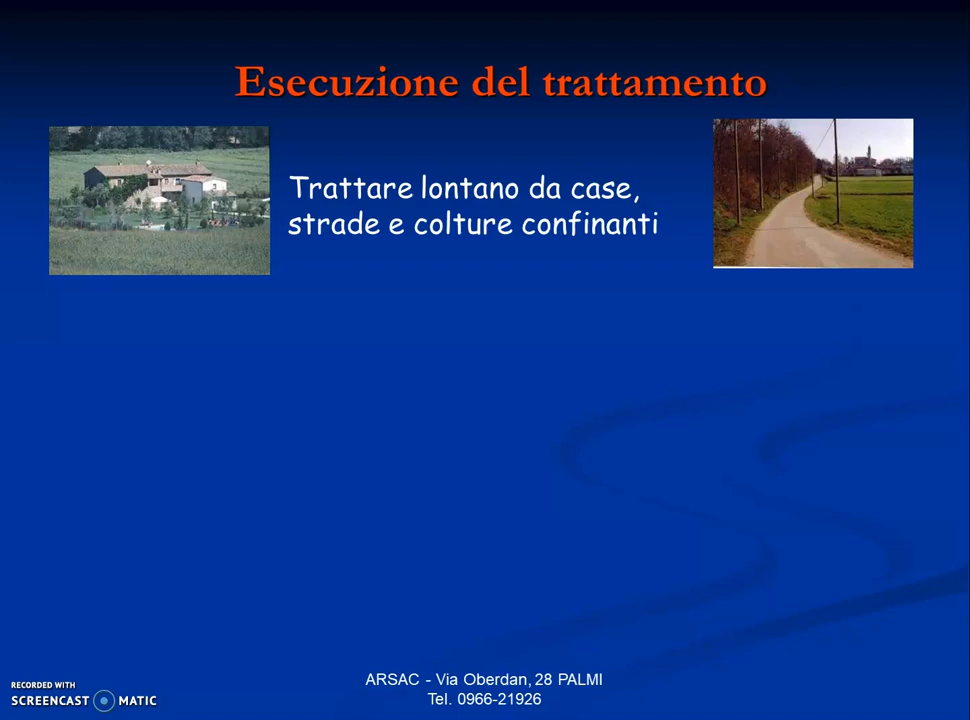 Esecuzione del trattamento
Trattare lontano da case,
strade e colture confinanti
ARSAC - Via Oberdan, 28 PALMI
Tel. 0966-21926
RECORDED WITH
SCREENCAST MATIC